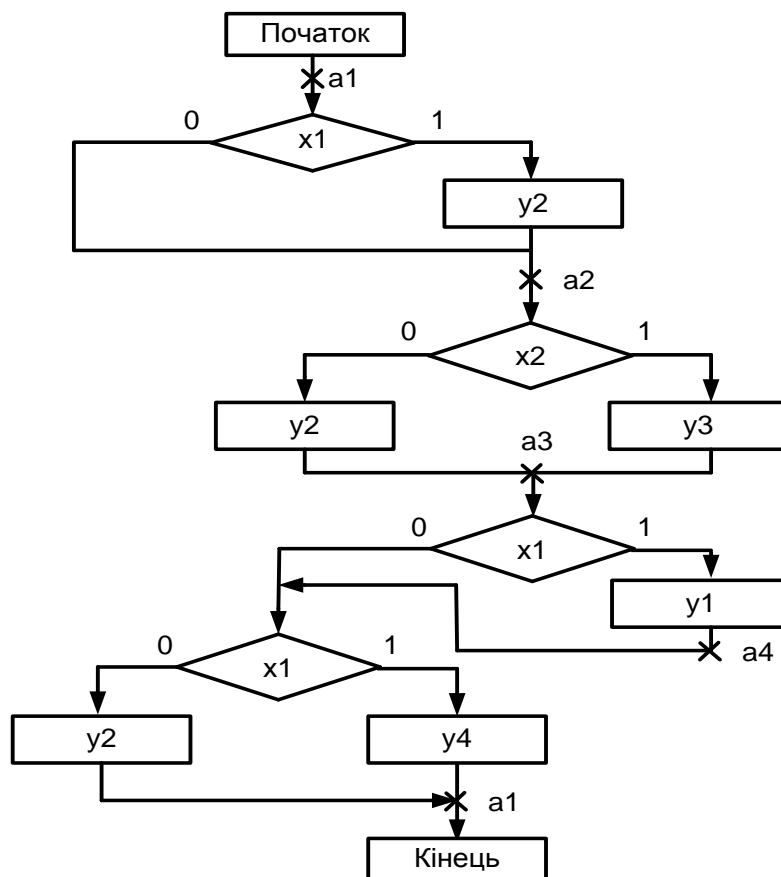 Початок
a1
0 1
x1
y2
a2
0 1
x2
y2 y3
a3
0 1
x1
y1
0 1 a4
x1
y2 y4
a1
Кінець